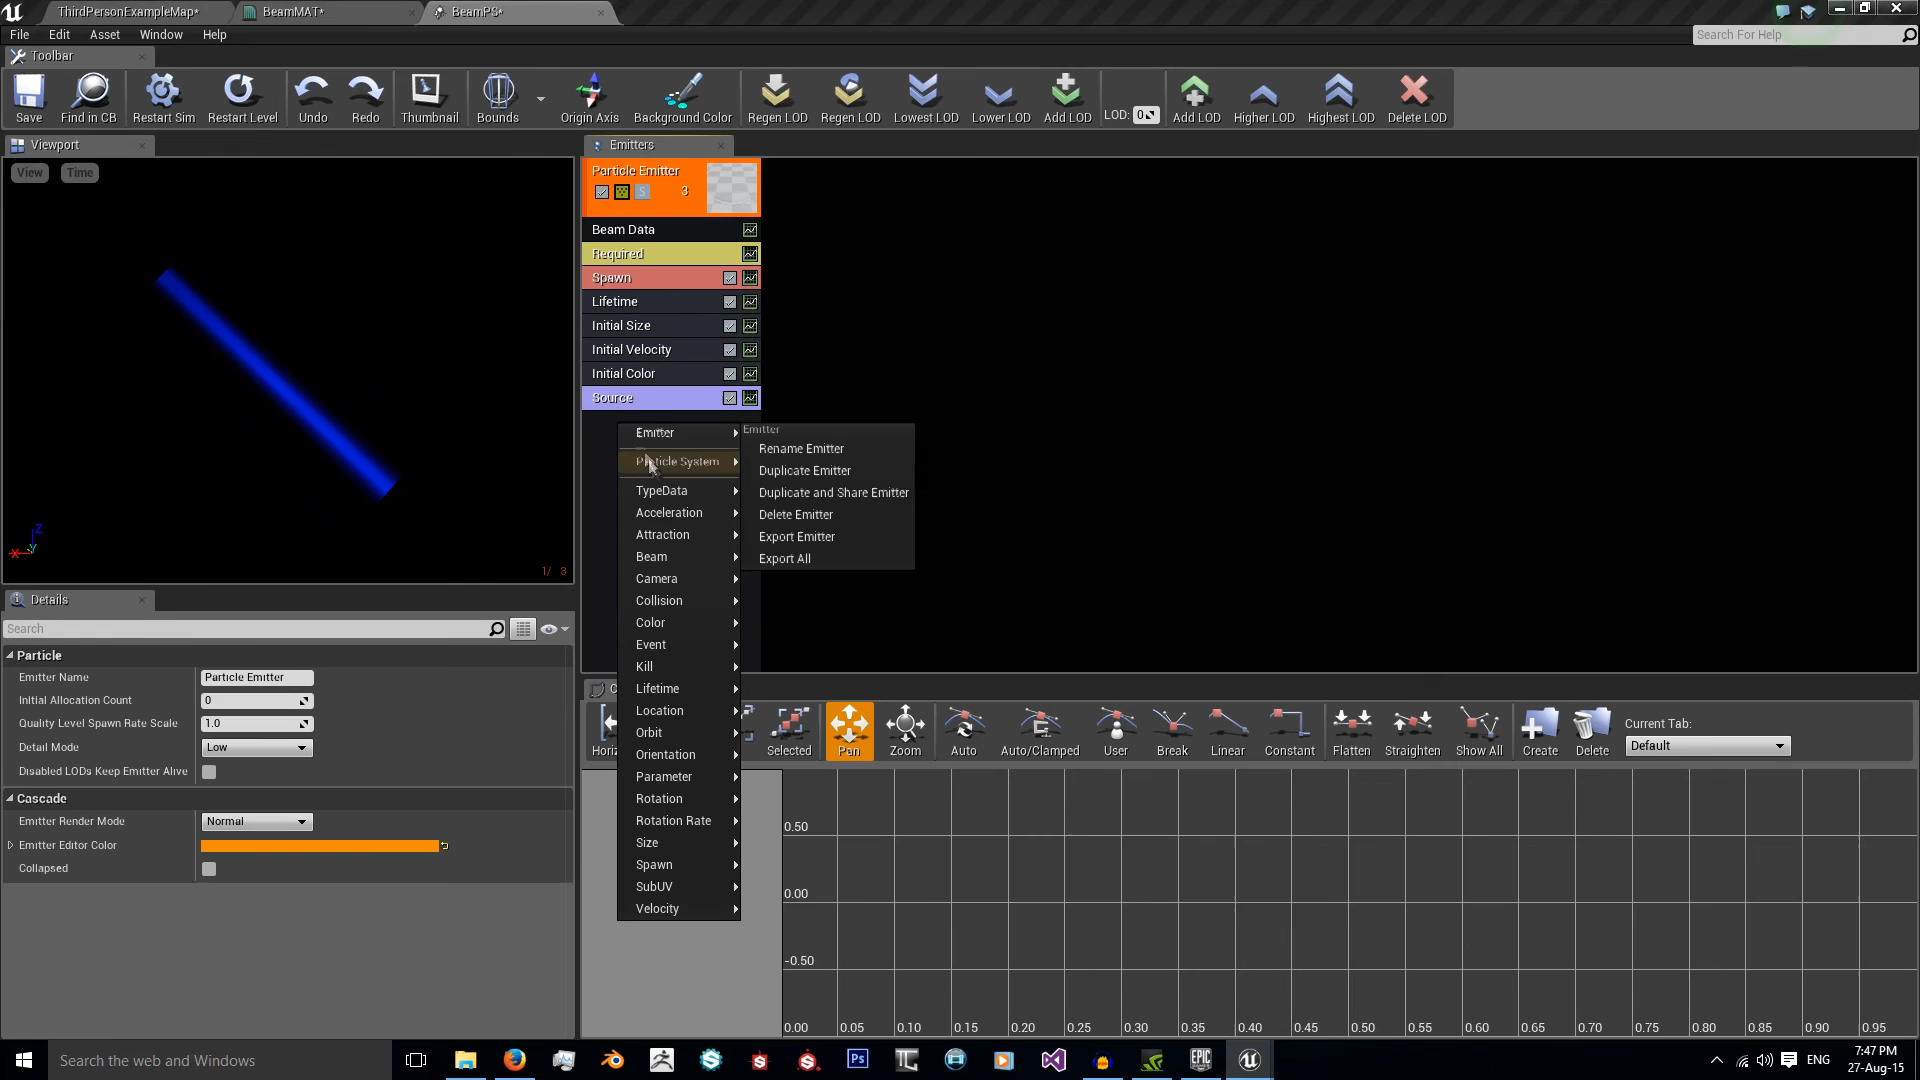 ThirdPersonExampleMap*
BeamMAT*
BeamPS*
File Edit Asset Window Help
Search For Help
Toolbar
Save
Find in CB
Restart Sim
Restart Level
Undo
Redo
Thumbnail
Bounds
Origin Axis
Background Color
Regen LOD
Regen LOD
Lowest LOD
Lower LOD
Add LOD
LOD: 0
Add LOD
Higher LOD
Highest LOD
Delete LOD
Viewport
View
Time
Z
X
Y
1/ 3
Emitters
Particle Emitter
S
3
Beam Data
Required
Spawn
Lifetime
Initial Size
Initial Velocity
Initial Color
Source
Emitter
Particle System
TypeData
Acceleration
Attraction
Beam
Camera
Collision
Color
Event
Kill
Lifetime
Location
Orbit
Orientation
Parameter
Rotation
Rotation Rate
Size
Spawn
SubUV
Velocity
Emitter
Rename Emitter
Duplicate Emitter
Duplicate and Share Emitter
Delete Emitter
Export Emitter
Export All
Details
Search
Particle
Emitter Name Particle Emitter
Initial Allocation Count 0
Quality Level Spawn Rate Scale 1.0
Detail Mode Low
Disabled LODs Keep Emitter Alive
Cascade
Emitter Render Mode Normal
Emitter Editor Color
Collapsed
Horiz
Selected
Pan
Zoom
Auto
Auto/Clamped
User
Break
Linear
Constant
Flatten
Straighten
Show All
Create
Delete
Current Tab:
Default
0.50
0.00
-0.50
0.00 0.05 0.10 0.15 0.20 0.25 0.30 0.35 0.40 0.45 0.50 0.55 0.60 0.65 0.70 0.75 0.80 0.85 0.90 0.95
Search the web and Windows
Ps
EPIC
GAMES
ENG
7:47 PM
27-Aug-15